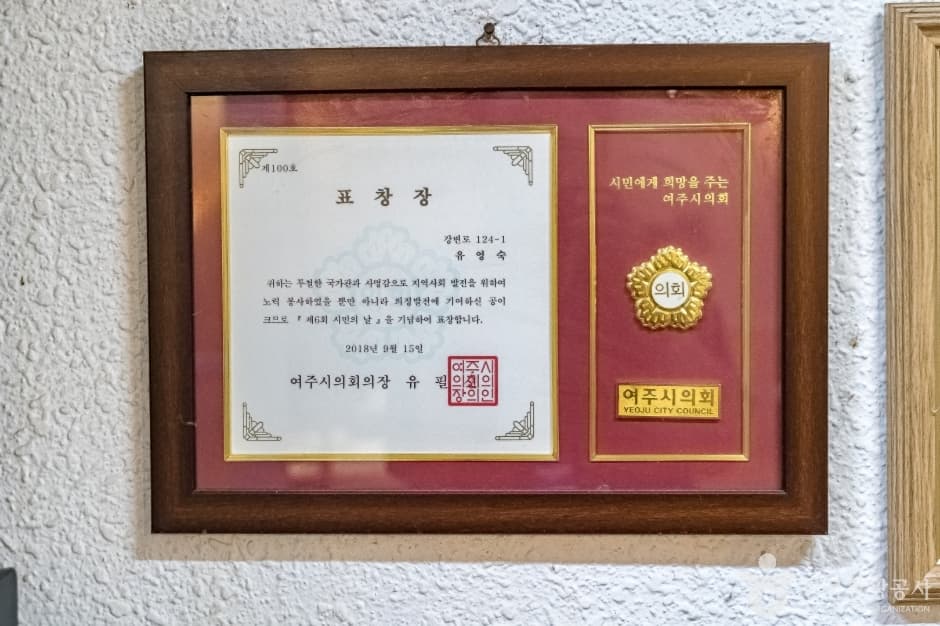 제100호
표 창 장
강변로 124-1
유 영 숙
위하는 투철한 국가관과 사명감으로 지역사회 발전을 위하여
노력 봉사하였을 뿐만 아니라 의정발전에 기여하신 공이
크므로 『 제6회 시민의 날 』을 기념하여 표창합니다.
2018년 9월 15일
여주시의회의장 유 필
여주시
의회의
장의인
시민에게 희망을 주는
여주시의회
의회
여주시의회
YEOJU CITY COUNCIL
공사
GANIZATION